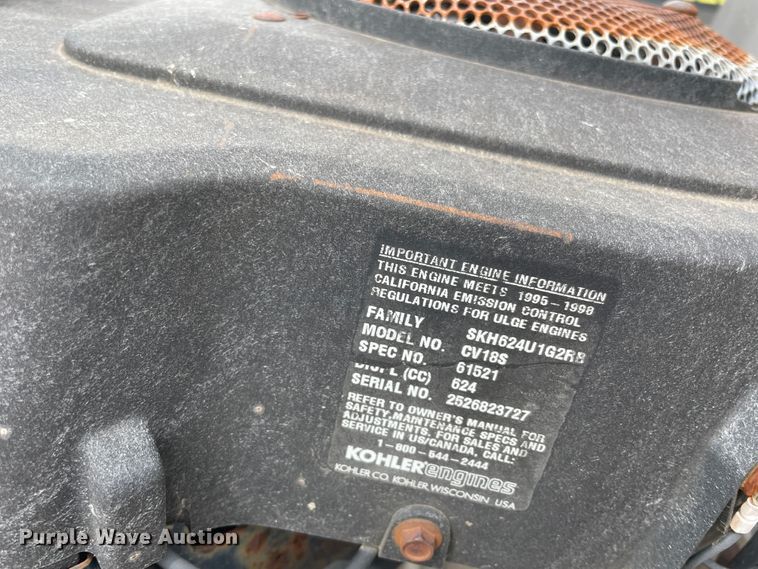 IMPORTANT ENGINE INFORMATION
THIS ENGINE MEETS 1995-1998
CALIFORNIA EMISSION CONTROL
REGULATIONS FOR ULGE ENGINES
FAMILY SKH624U1G2RB
MODEL NO. CV18S
SPEC NO. 61521
DISPL (CC) 624
SERIAL NO. 2526823727
REFER TO OWNER'S MANUAL FOR
SAFETY, MAINTENANCE SPECS AND
ADJUSTMENTS. FOR SALES AND
SERVICE IN US/CANADA, CALL:
1-800-544-2444
KOHLERengines
KOHLER CO. KOHLER, WISCONSIN USA
Purple Wave Auction